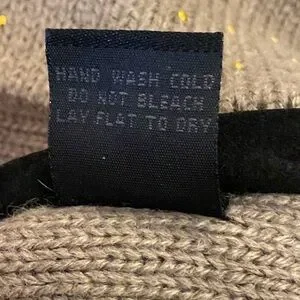 HAND WASH COLD
DO NOT BLEACH
LAY FLAT TO DRY